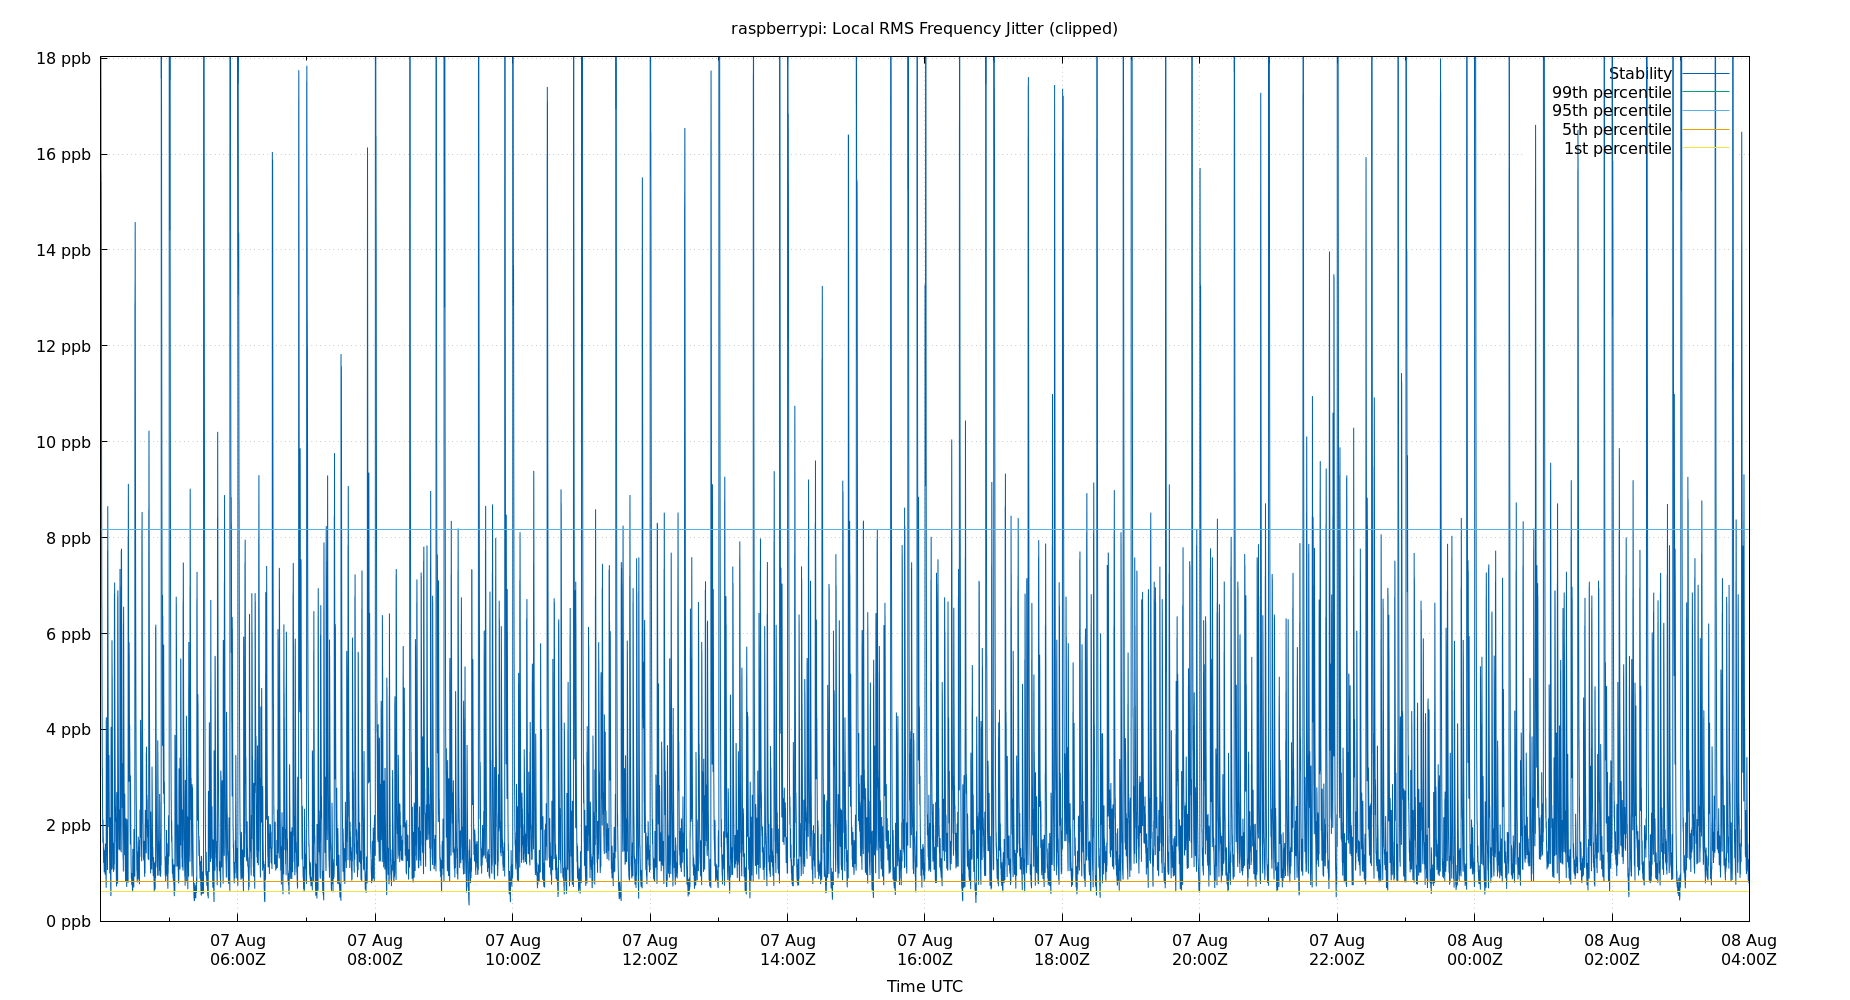 raspberrypi: Local RMS Frequency Jitter (clipped)
18 ppb
16 ppb
14 ppb
12 ppb
10 ppb
8 ppb
6 ppb
4 ppb
2 ppb
0 ppb
Stability
99th percentile
95th percentile
5th percentile
1st percentile
07 Aug 07 Aug 07 Aug 07 Aug 07 Aug 07 Aug 07 Aug 07 Aug 07 Aug 08 Aug 08 Aug 08 Aug
06:00Z 08:00Z 10:00Z 12:00Z 14:00Z 16:00Z 18:00Z 20:00Z 22:00Z 00:00Z 02:00Z 04:00Z
Time UTC